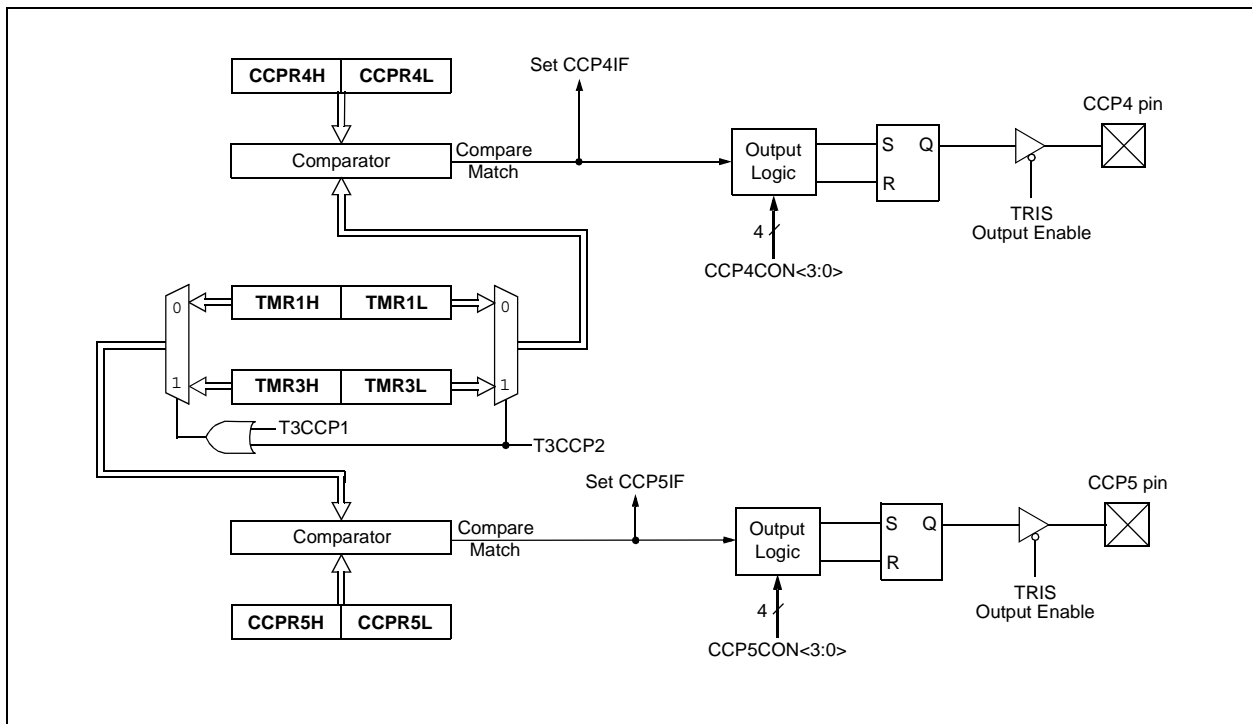 CCPR4H CCPR4L
Set CCP4IF
CCP4 pin
Comparator
Compare
Match
Output
Logic
S Q
R
TRIS
Output Enable
4
CCP4CON<3:0>
0 TMR1H TMR1L 0
1 TMR3H TMR3L 1
T3CCP1
T3CCP2
Set CCP5IF
CCP5 pin
Comparator
Compare
Match
Output
Logic
S Q
R
TRIS
Output Enable
4
CCPR5H CCPR5L
CCP5CON<3:0>